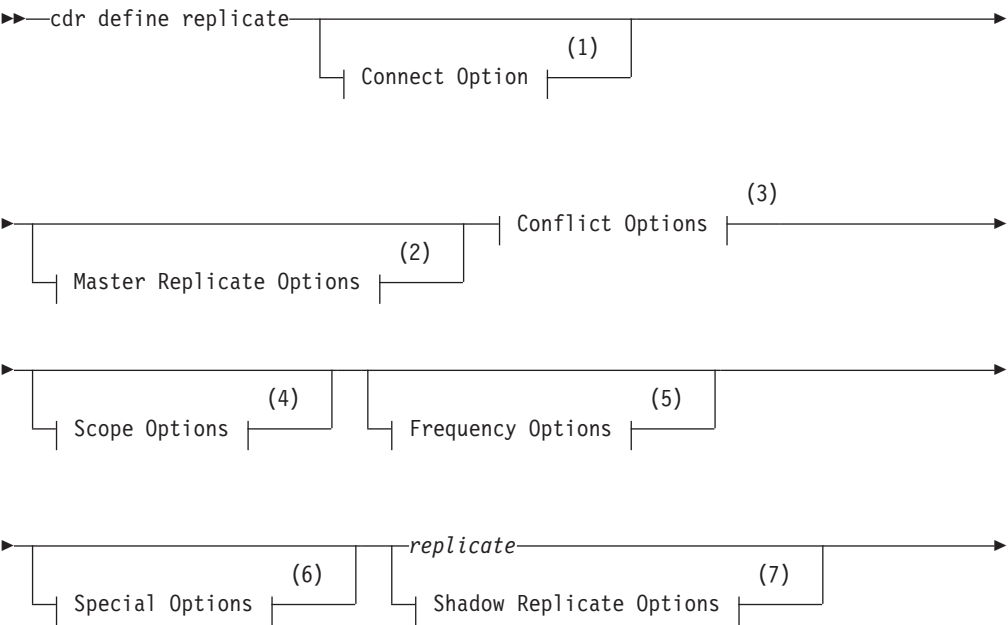 cdr define replicate
(1)
Connect Option
(3)
Conflict Options
(2)
Master Replicate Options
(4)
Scope Options
(5)
Frequency Options
replicate
(6)
Special Options
(7)
Shadow Replicate Options